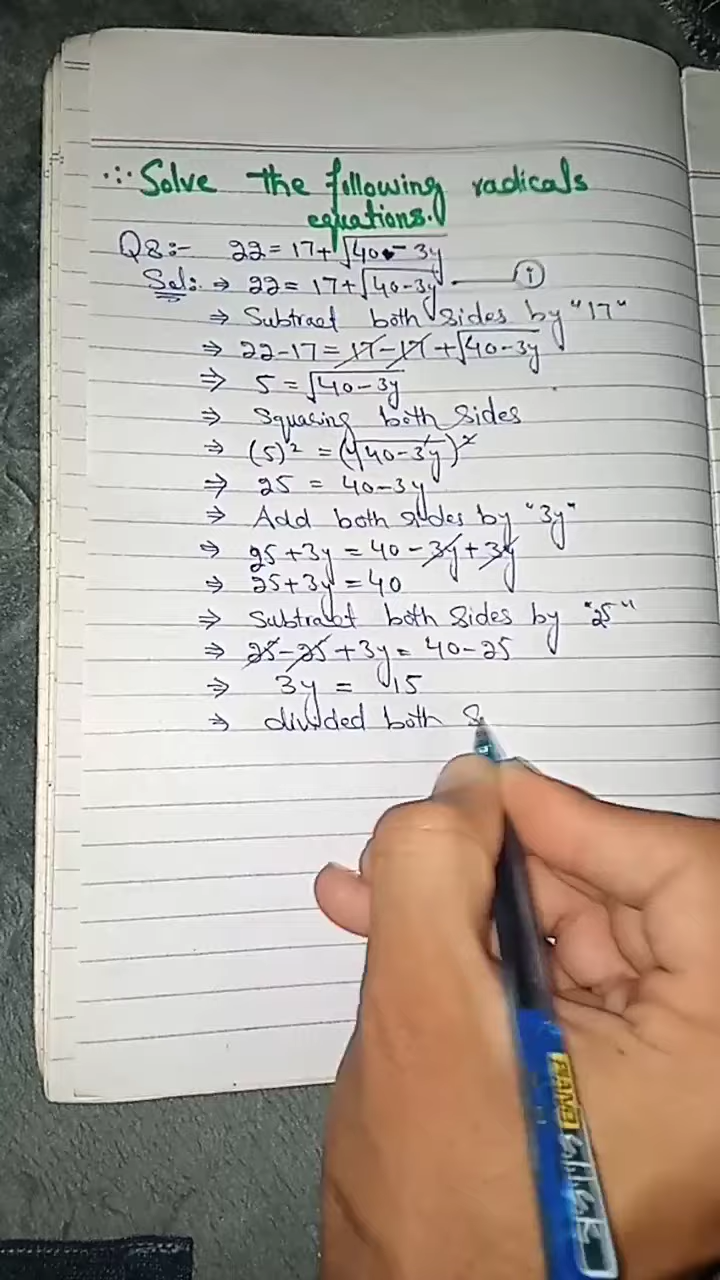 ∴ Solve the following radicals
equations.
Q8:- 22 = 17+√40 - 3y
Sol: ⇒ 22 = 17+√40-3y —— ①
⇒ Subtract both sides by "17"
⇒ 22-17 = 17-17 +√40-3y
⇒ 5 = √40-3y
⇒ Squaring both sides
⇒ (5)² = (√40-3y)²
⇒ 25 = 40-3y
⇒ Add both sides by "3y"
⇒ 25+3y = 40-3y+3y
⇒ 25+3y = 40
⇒ Subtract both sides by "25"
⇒ 25-25+3y = 40-25
⇒ 3y = 15
⇒ divided both s
PIANO